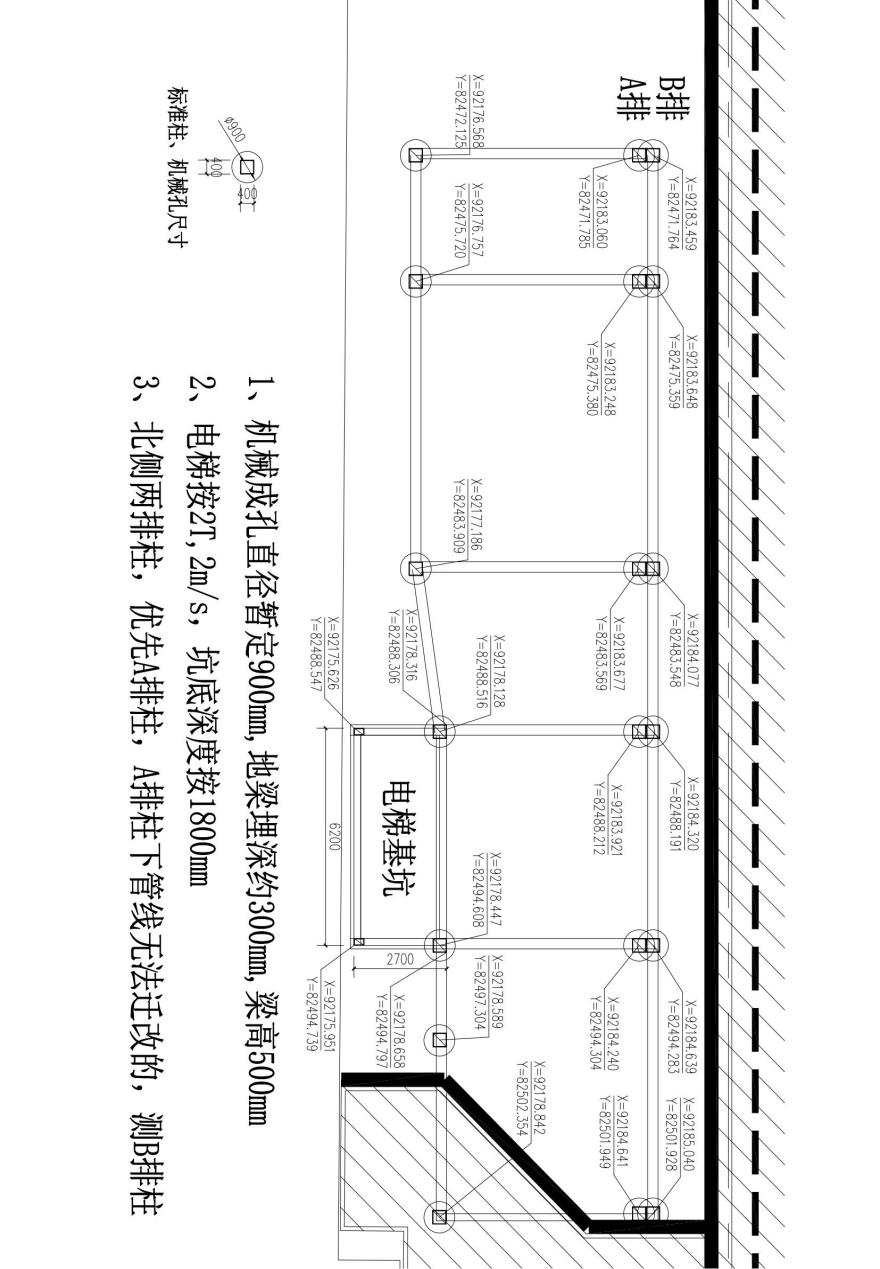 B排
A排
X=92183.459
Y=82471.764
X=92183.648
Y=82475.359
X=92184.077
Y=82483.548
X=92184.320
Y=82488.191
X=92184.639
Y=82494.283
X=92185.040
Y=82501.928
X=92183.060
Y=82471.785
X=92183.248
Y=82475.380
X=92183.677
Y=82483.569
X=92183.921
Y=82488.212
X=92184.240
Y=82494.304
X=92184.641
Y=82501.949
X=92176.568
Y=82472.125
X=92176.757
Y=82475.720
X=92177.186
Y=82483.909
X=92178.128
Y=82488.516
X=92178.447
Y=82494.608
X=92178.589
Y=82497.304
X=92178.842
Y=82502.354
X=92178.316
Y=82488.306
X=92178.658
Y=82494.797
电梯基坑
2700
6200
X=92175.626
Y=82488.547
X=92175.951
Y=82494.739
ø900
400
400
标准柱、机械孔尺寸
1、机械成孔直径暂定900mm,地梁埋深约300mm,梁高500mm
2、电梯按2T,2m/s，坑底深度按1800mm
3、北侧两排柱，优先A排柱，A排柱下管线无法迁改的，测B排柱